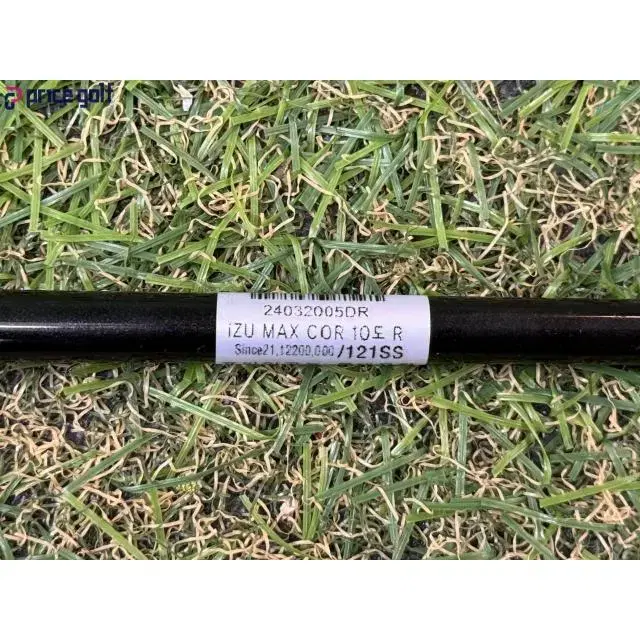 price golf
24032005DR
IZU MAX COR 10도 R
Since21,12200,000/121SS